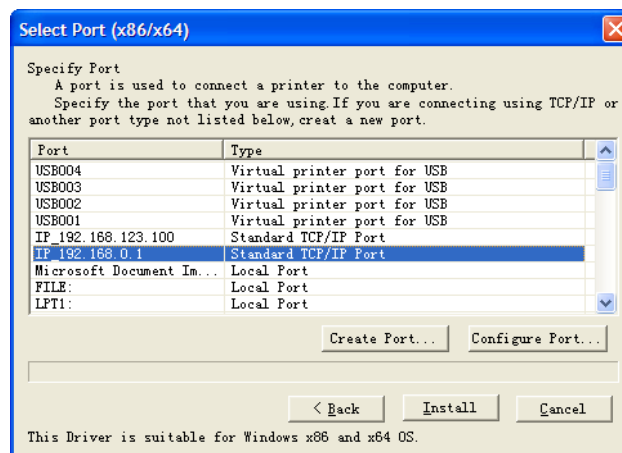 Select Port (x86/x64)
Specify Port
A port is used to connect a printer to the computer.
Specify the port that you are using.If you are connecting using TCP/IP or
another port type not listed below, creat a new port.
Port Type
USB004 Virtual printer port for USB
USB003 Virtual printer port for USB
USB002 Virtual printer port for USB
USB001 Virtual printer port for USB
IP_192.168.123.100 Standard TCP/IP Port
IP_192.168.0.1 Standard TCP/IP Port
Microsoft Document Im... Local Port
FILE: Local Port
LPT1: Local Port
Create Port... Configure Port...
< Back Install Cancel
This Driver is suitable for Windows x86 and x64 OS.